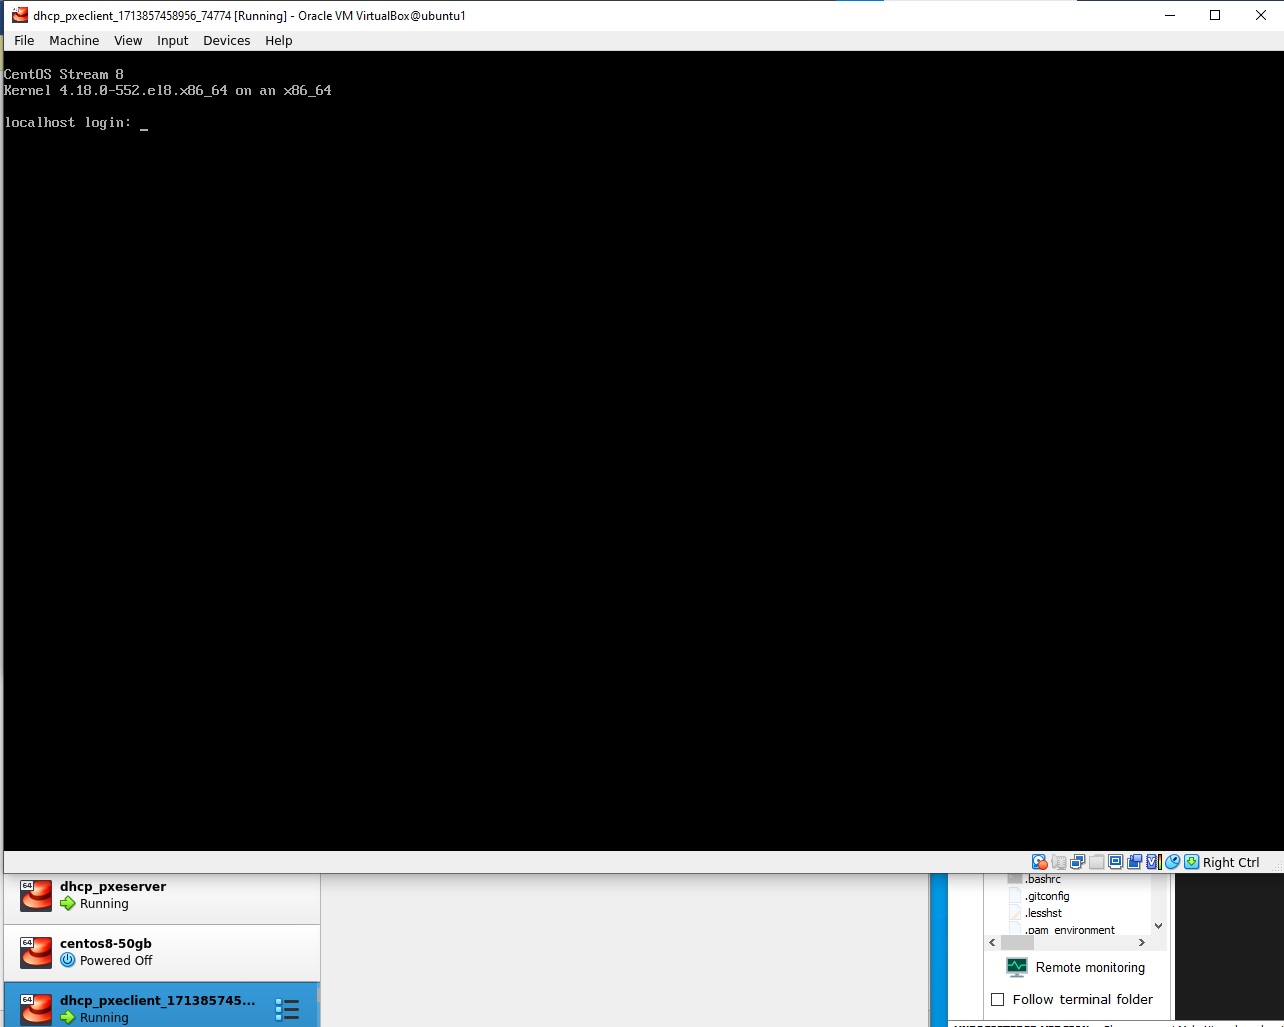 dhcp_pxeclient_1713857458956_74774 [Running] - Oracle VM VirtualBox@ubuntu1
File Machine View Input Devices Help
CentOS Stream 8
Kernel 4.18.0-552.el8.x86_64 on an x86_64
localhost login: _
Right Ctrl
64 dhcp_pxeserver
Running
64 centos8-50gb
Powered Off
64 dhcp_pxeclient_171385745...
Running
.bashrc
.gitconfig
.lesshst
.pam_environment
Remote monitoring
Follow terminal folder